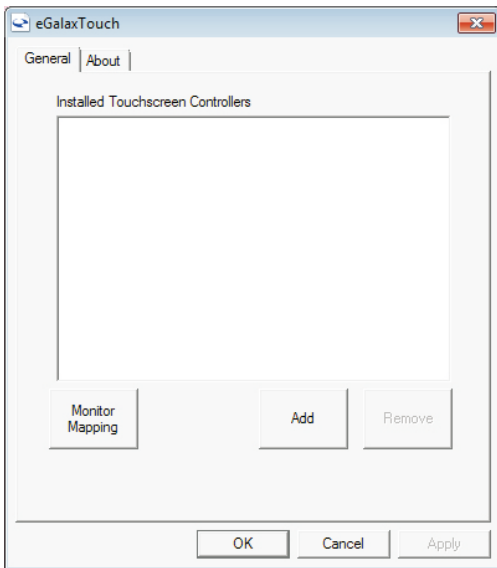 eGalaxTouch
General
About
Installed Touchscreen Controllers
Monitor
Mapping
Add
Remove
OK
Cancel
Apply